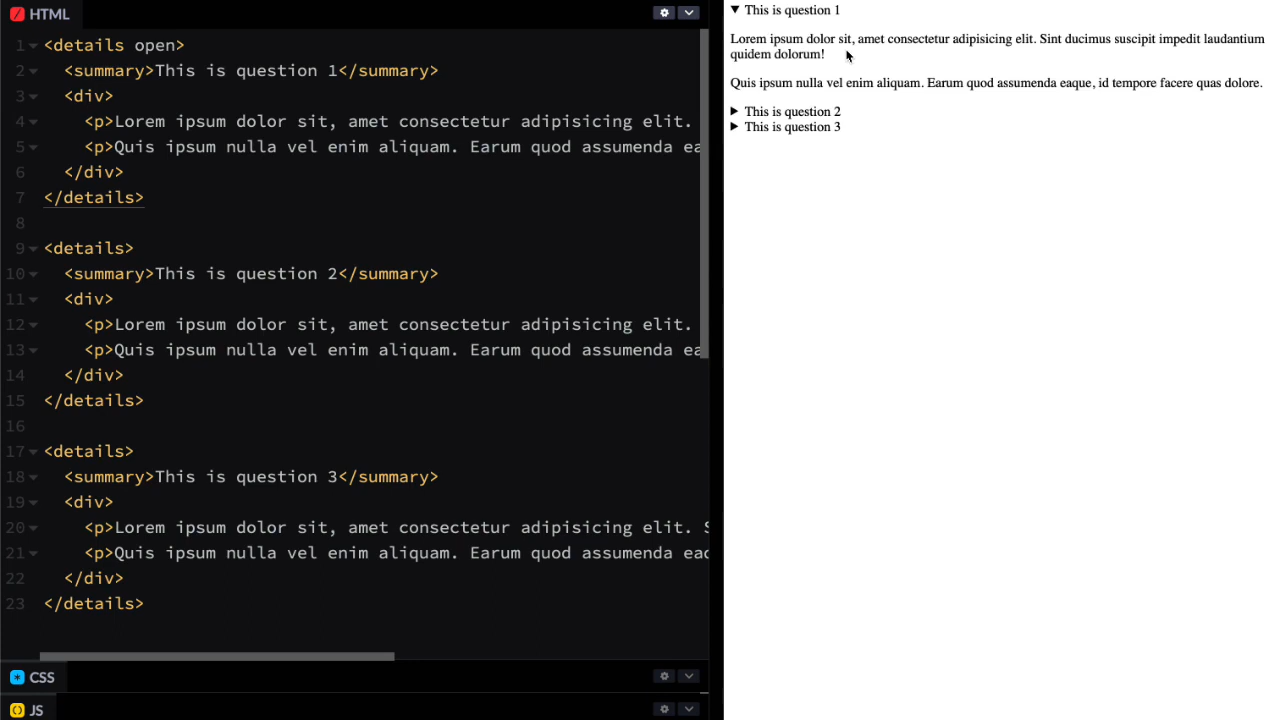 HTML
1 <details open>
2 <summary>This is question 1</summary>
3 <div>
4 <p>Lorem ipsum dolor sit, amet consectetur adipisicing elit.
5 <p>Quis ipsum nulla vel enim aliquam. Earum quod assumenda ea
6 </div>
7 </details>
8
9 <details>
10 <summary>This is question 2</summary>
11 <div>
12 <p>Lorem ipsum dolor sit, amet consectetur adipisicing elit.
13 <p>Quis ipsum nulla vel enim aliquam. Earum quod assumenda ea
14 </div>
15 </details>
16
17 <details>
18 <summary>This is question 3</summary>
19 <div>
20 <p>Lorem ipsum dolor sit, amet consectetur adipisicing elit. S
21 <p>Quis ipsum nulla vel enim aliquam. Earum quod assumenda eac
22 </div>
23 </details>
CSS
JS
▼ This is question 1
Lorem ipsum dolor sit, amet consectetur adipisicing elit. Sint ducimus suscipit impedit laudantium
quidem dolorum!
Quis ipsum nulla vel enim aliquam. Earum quod assumenda eaque, id tempore facere quas dolore.
▶ This is question 2
▶ This is question 3